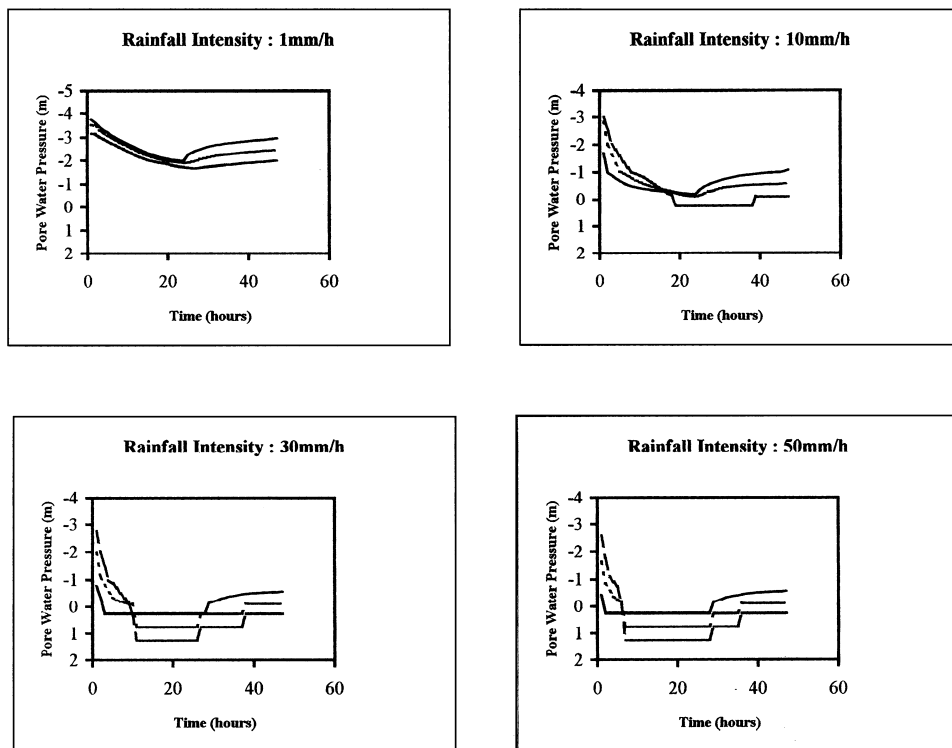 Rainfall Intensity : 1mm/h
Pore Water Pressure (m)
-5
-4
-3
-2
-1
0
1
2
0 20 40 60
Time (hours)
Rainfall Intensity : 10mm/h
Pore Water Pressure (m)
-4
-3
-2
-1
0
1
2
0 20 40 60
Time (hours)
Rainfall Intensity : 30mm/h
Pore Water Pressure (m)
-4
-3
-2
-1
0
1
2
0 20 40 60
Time (hours)
Rainfall Intensity : 50mm/h
Pore Water Pressure (m)
-4
-3
-2
-1
0
1
2
0 20 40 60
Time (hours)